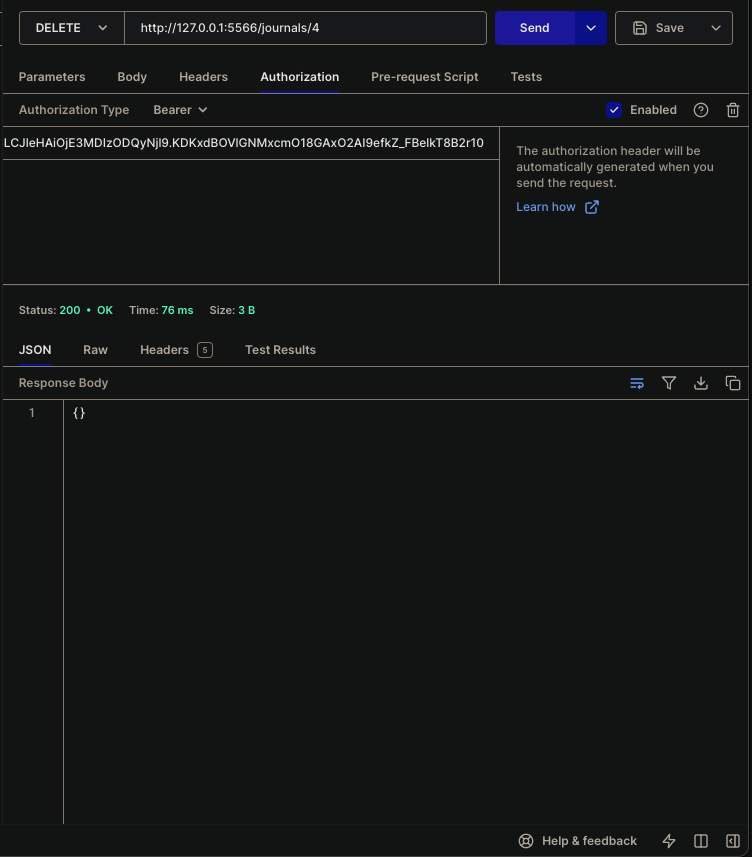 DELETE http://127.0.0.1:5566/journals/4 Send Save
Parameters Body Headers Authorization Pre-request Script Tests
Authorization Type Bearer Enabled
LCJleHAiOjE3MDIzODQyNjl9.KDKxdBOVlGNMxcmO18GAxO2AI9efkZ_FBelkT8B2r10
The authorization header will be
automatically generated when you
send the request.
Learn how
Status: 200 • OK Time: 76 ms Size: 3 B
JSON Raw Headers 5 Test Results
Response Body
1 {}
Help & feedback